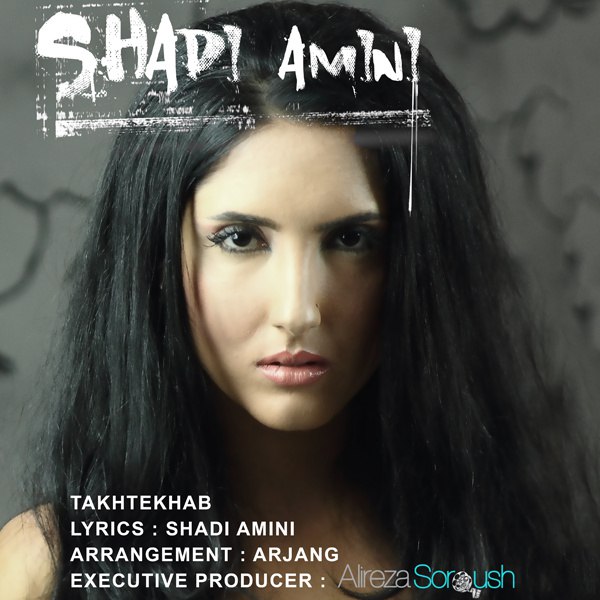 SHADI AMINI
TAKHTEKHAB
LYRICS : SHADI AMINI
ARRANGEMENT : ARJANG
EXECUTIVE PRODUCER : Alireza Soroush